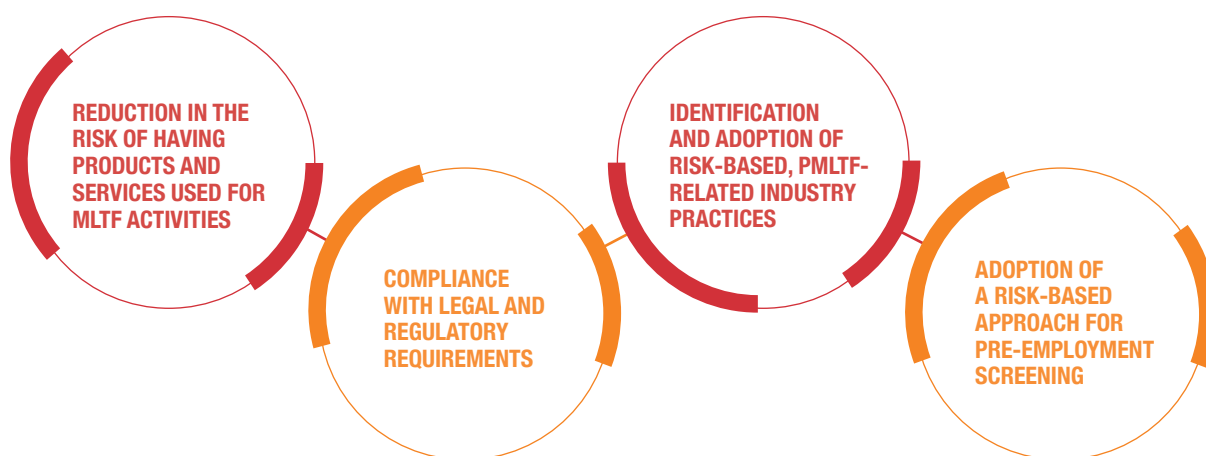 REDUCTION IN THE
RISK OF HAVING
PRODUCTS AND
SERVICES USED FOR
MLTF ACTIVITIES
COMPLIANCE
WITH LEGAL AND
REGULATORY
REQUIREMENTS
IDENTIFICATION
AND ADOPTION OF
RISK-BASED, PMLTF-
RELATED INDUSTRY
PRACTICES
ADOPTION OF
A RISK-BASED
APPROACH FOR
PRE-EMPLOYMENT
SCREENING